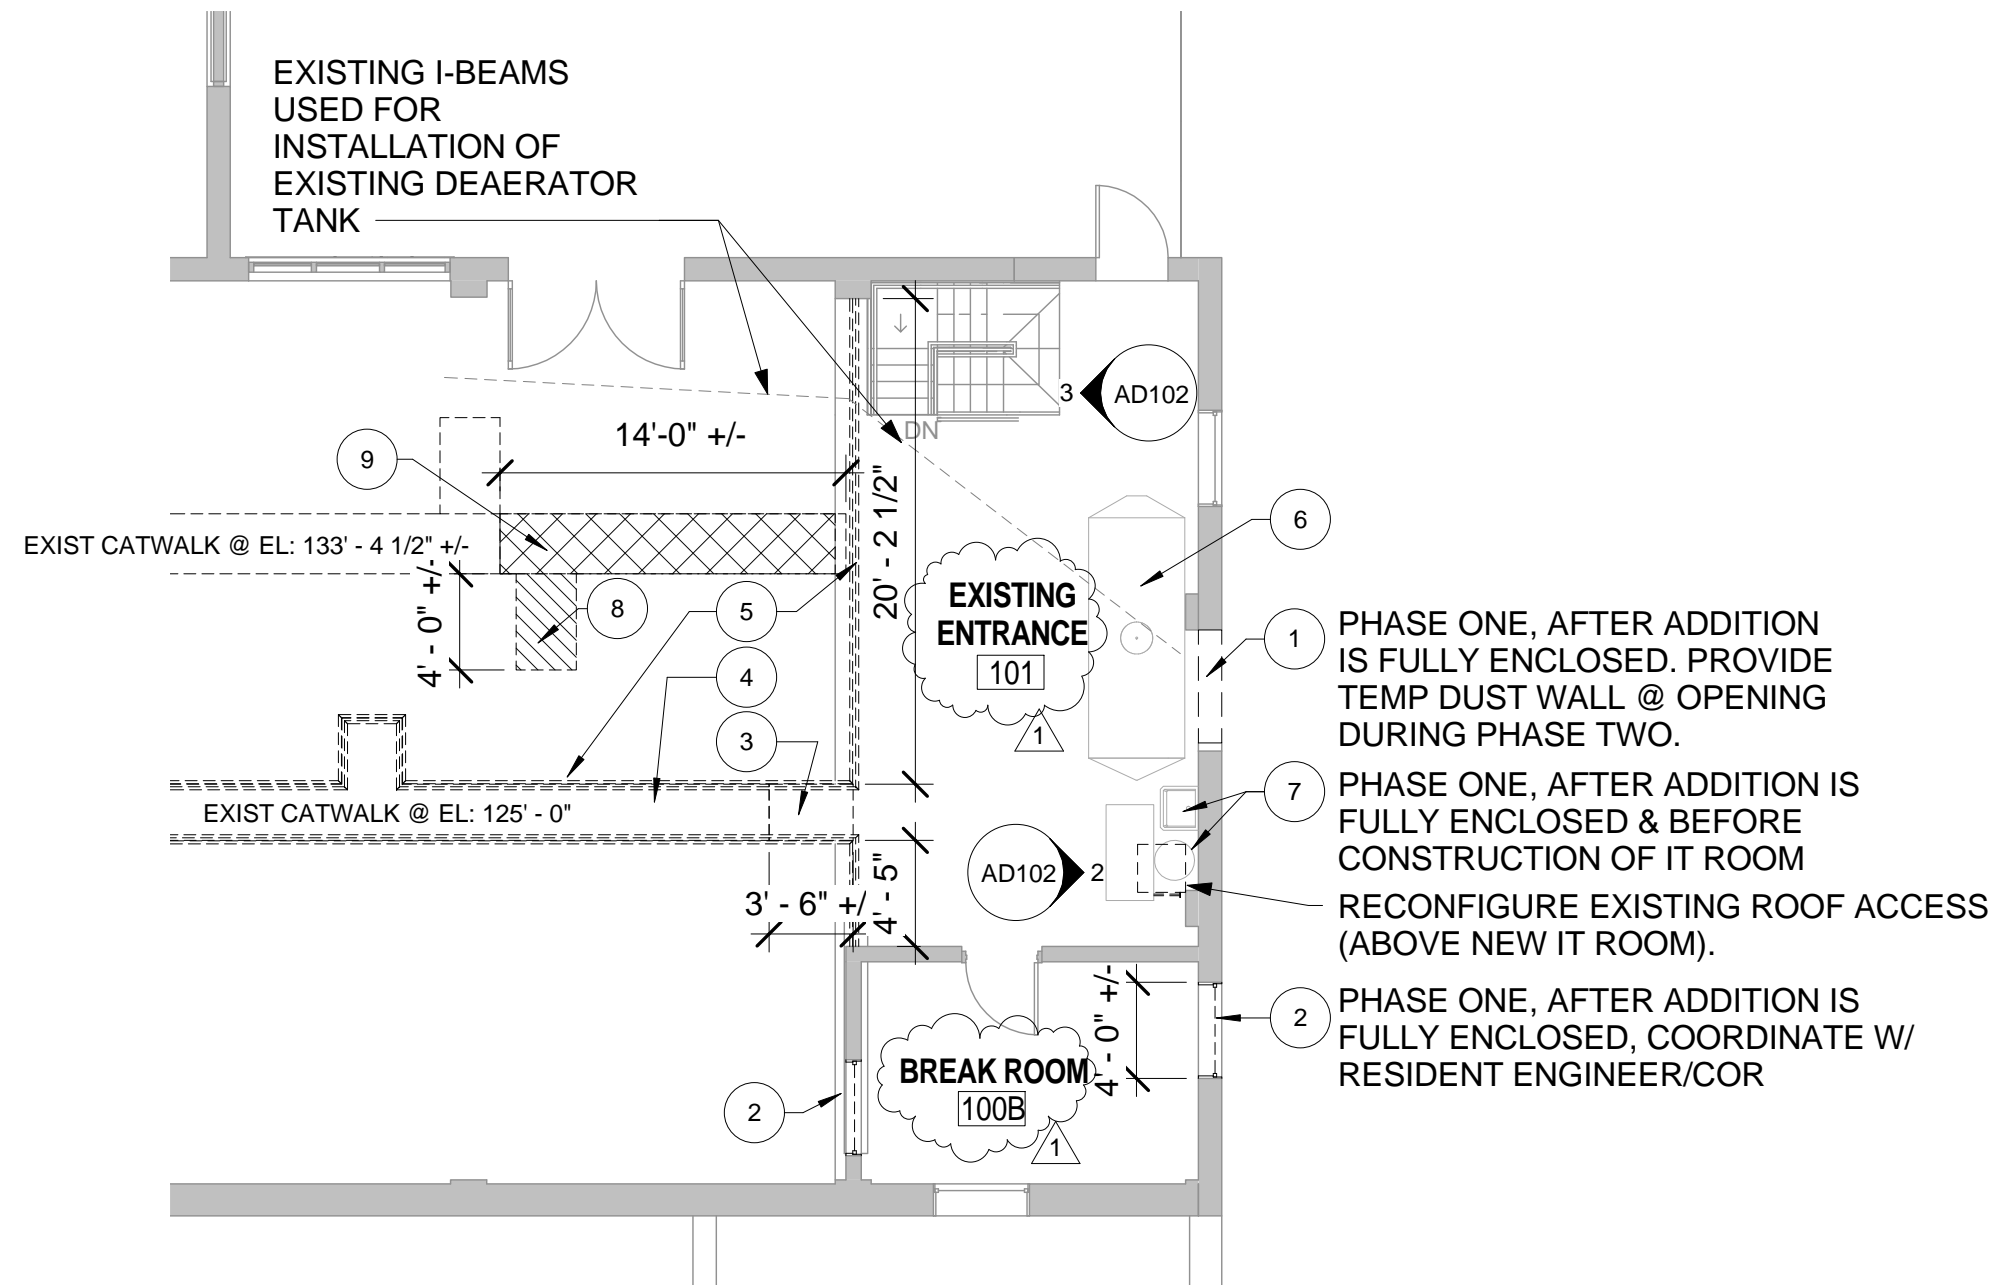 EXISTING I-BEAMS
USED FOR
INSTALLATION OF
EXISTING DEAERATOR
TANK
3
AD102
DN
14'-0" +/-
9
20' - 2 1/2"
6
EXIST CATWALK @ EL: 133' - 4 1/2" +/-
4' - 0" +/-
8
5
4
3
EXISTING
ENTRANCE
101
1
1
PHASE ONE, AFTER ADDITION
IS FULLY ENCLOSED. PROVIDE
TEMP DUST WALL @ OPENING
DURING PHASE TWO.
7
PHASE ONE, AFTER ADDITION IS
FULLY ENCLOSED & BEFORE
CONSTRUCTION OF IT ROOM
EXIST CATWALK @ EL: 125' - 0"
AD102
2
3' - 6" +/
4' - 5"
RECONFIGURE EXISTING ROOF ACCESS
(ABOVE NEW IT ROOM).
4' - 0" +/-
2
PHASE ONE, AFTER ADDITION IS
FULLY ENCLOSED, COORDINATE W/
RESIDENT ENGINEER/COR
BREAK ROOM
100B
1
2